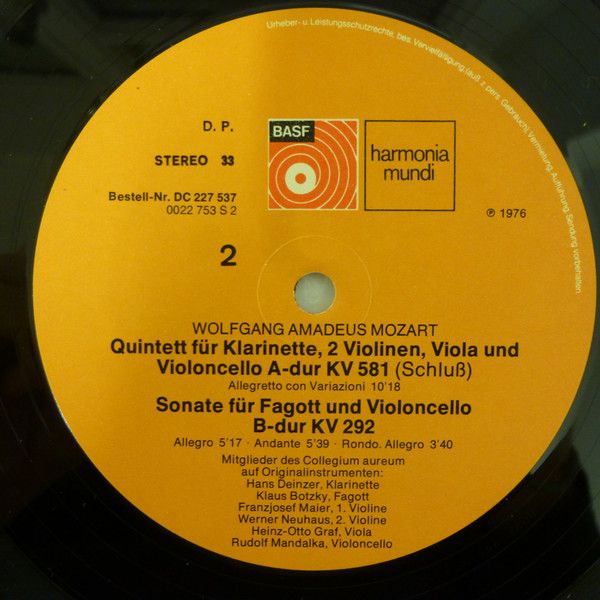 Urheber- u. Leistungsschutzrechte, bes. Vervielfältigung (auß. z. pers. Gebrauch), Vermietung, Aufführung, Sendung vorbehalten
D. P.
BASF
harmonia
mundi
STEREO 33
Bestell-Nr. DC 227 537
0022 753 S 2
℗ 1976
2
WOLFGANG AMADEUS MOZART
Quintett für Klarinette, 2 Violinen, Viola und
Violoncello A-dur KV 581 (Schluß)
Allegretto con Variazioni 10'18
Sonate für Fagott und Violoncello
B-dur KV 292
Allegro 5'17 · Andante 5'39 · Rondo. Allegro 3'40
Mitglieder des Collegium aureum
auf Originalinstrumenten:
Hans Deinzer, Klarinette
Klaus Botzky, Fagott
Franzjosef Maier, 1. Violine
Werner Neuhaus, 2. Violine
Heinz-Otto Graf, Viola
Rudolf Mandalka, Violoncello